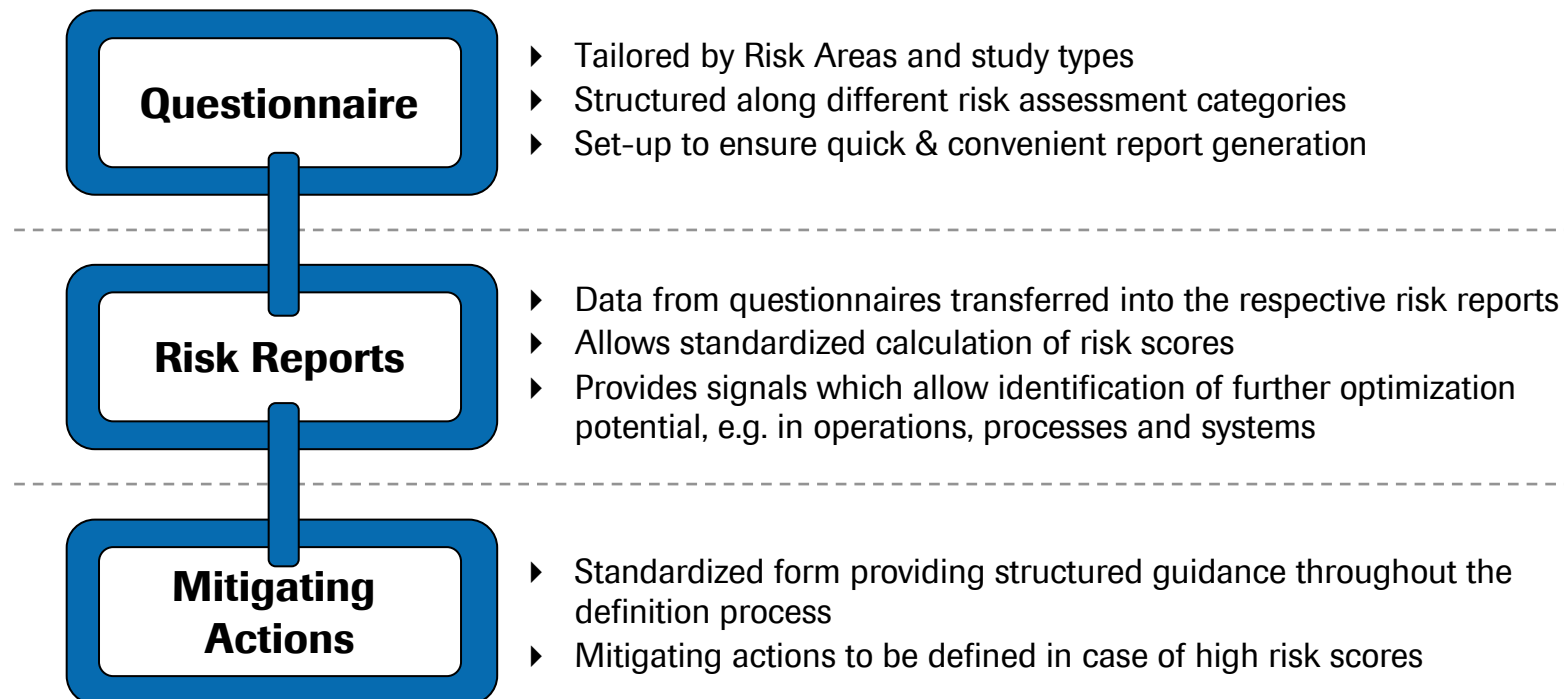 Questionnaire
▸ Tailored by Risk Areas and study types
▸ Structured along different risk assessment categories
▸ Set-up to ensure quick & convenient report generation
Risk Reports
▸ Data from questionnaires transferred into the respective risk reports
▸ Allows standardized calculation of risk scores
▸ Provides signals which allow identification of further optimization
potential, e.g. in operations, processes and systems
Mitigating
Actions
▸ Standardized form providing structured guidance throughout the
definition process
▸ Mitigating actions to be defined in case of high risk scores